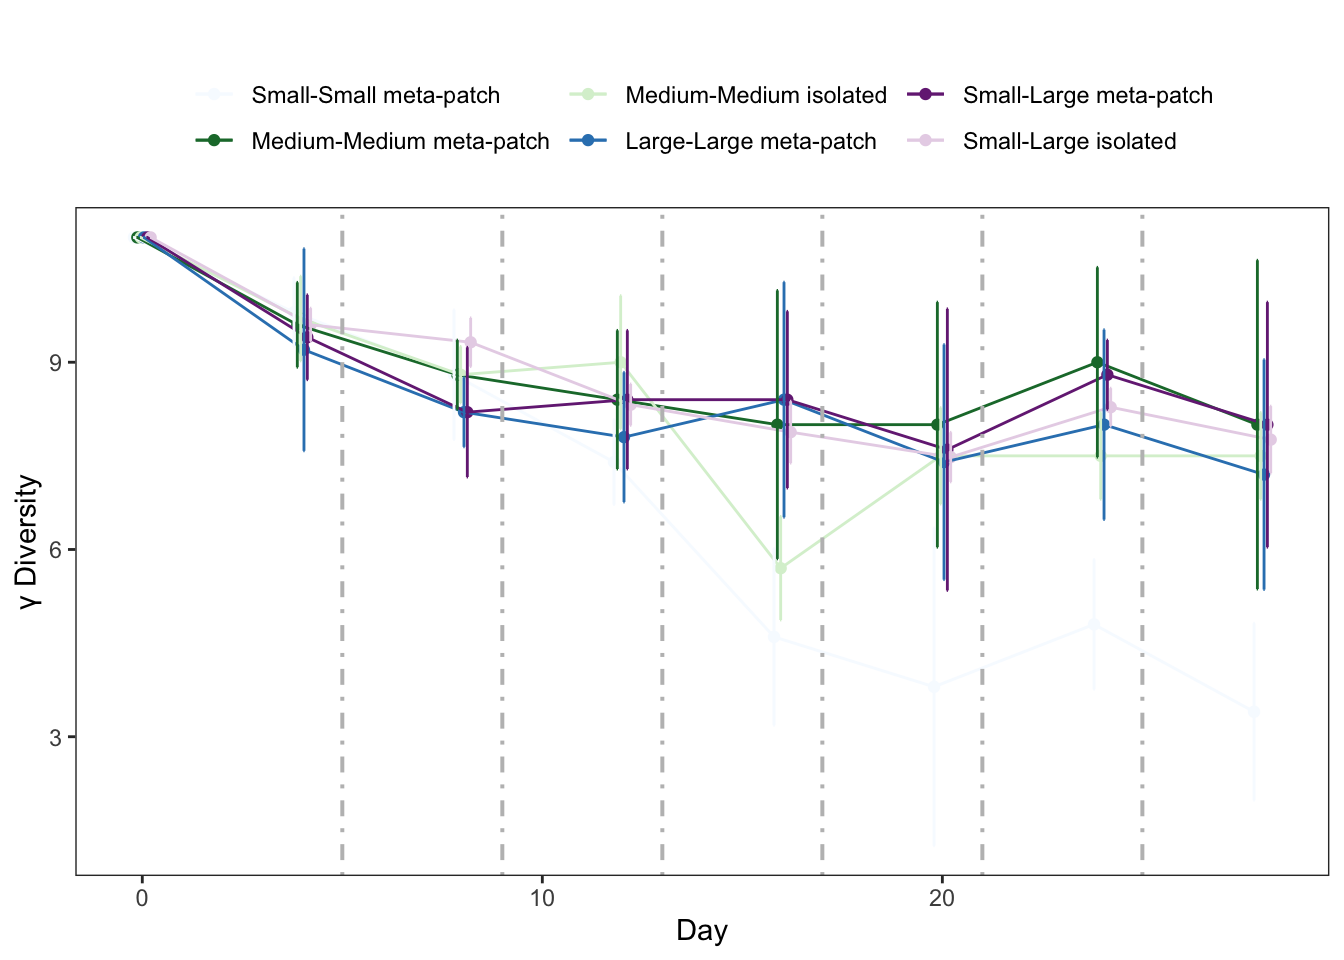 Small-Small meta-patch Medium-Medium isolated Small-Large meta-patch
Medium-Medium meta-patch Large-Large meta-patch Small-Large isolated
9
6
3
γ Diversity
0 10 20
Day